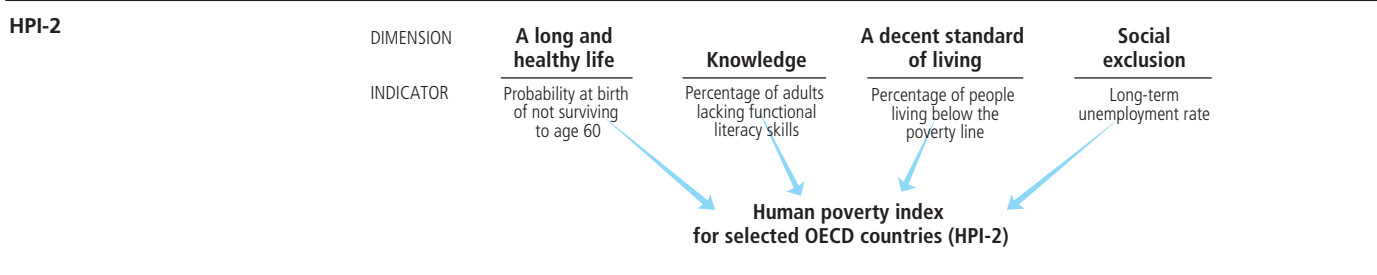 HPI-2
DIMENSION
A long and
healthy life
Knowledge
A decent standard
of living
Social
exclusion
INDICATOR
Probability at birth
of not surviving
to age 60
Percentage of adults
lacking functional
literacy skills
Percentage of people
living below the
poverty line
Long-term
unemployment rate
Human poverty index
for selected OECD countries (HPI-2)